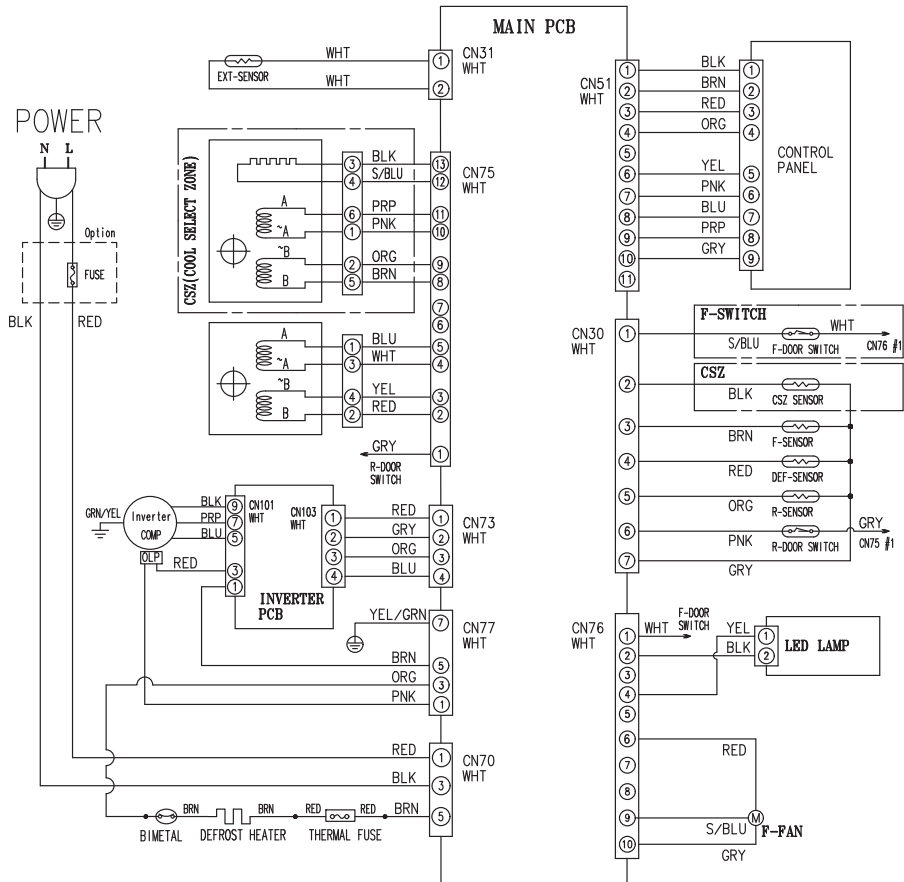 MAIN PCB
WHT
EXT-SENSOR
WHT
1
2
CN31
WHT
POWER
N L
Option
FUSE
BLK
RED
CSZ(COOL SELECT ZONE)
3 BLK 13
4 S/BLU 12
A 6 PRP 11
~A 1 PNK 10
~B 2 ORG 9
B 5 BRN 8
7
6
CN75
WHT
A 1 BLU 5
~A 3 WHT 4
~B 4 YEL 3
B 2 RED 2
GRY 1
R-DOOR
SWITCH
GRN/YEL
Inverter
COMP
OLP
BLK 9
PRP 7
BLU 5
RED 3
1
CN101
WHT
CN103
WHT
INVERTER
PCB
1 RED 1
2 GRY 2
3 ORG 3
4 BLU 4
CN73
WHT
YEL/GRN 7
BRN 5
ORG 3
PNK 1
CN77
WHT
RED 1
BLK 3
BRN 5
CN70
WHT
BRN BRN RED RED
BIMETAL DEFROST HEATER THERMAL FUSE
CN51
WHT
1 BLK 1
2 BRN 2
3 RED 3
4 ORG 4
5
6 YEL 5
7 PNK 6
8 BLU 7
9 PRP 8
10 GRY 9
11
CONTROL
PANEL
CN30
WHT
F-SWITCH
1 S/BLU F-DOOR SWITCH WHT CN76 #1
CSZ
2 BLK CSZ SENSOR
3 BRN F-SENSOR
4 RED DEF-SENSOR
5 ORG R-SENSOR
6 PNK R-DOOR SWITCH GRY CN75 #1
7 GRY
CN76
WHT
1 WHT
F-DOOR
SWITCH
YEL 1
2 BLK 2
LED LAMP
3
4
5
6 RED
7
8
9 S/BLU
M
F-FAN
10 GRY